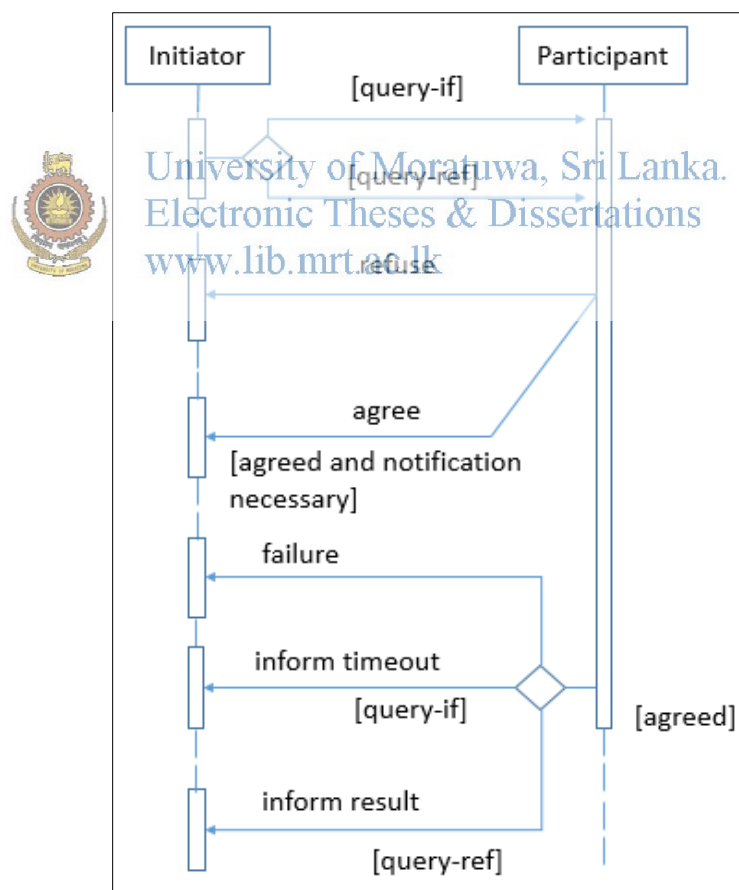 Initiator
Participant
[query-if]
University of Moratuwa, Sri Lanka.
[query-ref]
Electronic Theses & Dissertations
www.lib.mrt.ac.lk
refuse
agree
[agreed and notification
necessary]
failure
inform timeout
[query-if]
[agreed]
inform result
[query-ref]